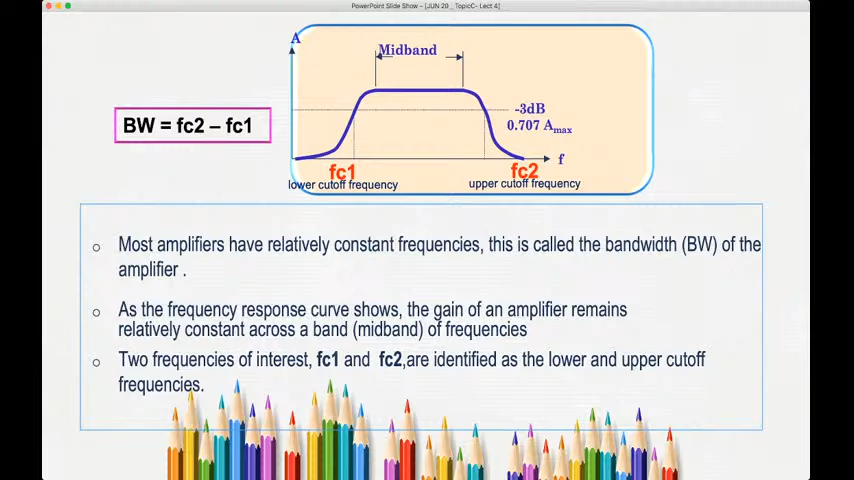 PowerPoint Slide Show – [JUN 20 _ TopicC- Lect 4]
A
Midband
-3dB
0.707 Amax
BW = fc2 – fc1
f
fc1
fc2
lower cutoff frequency
upper cutoff frequency
Most amplifiers have relatively constant frequencies, this is called the bandwidth (BW) of the
amplifier .
As the frequency response curve shows, the gain of an amplifier remains
relatively constant across a band (midband) of frequencies
Two frequencies of interest, fc1 and fc2,are identified as the lower and upper cutoff
frequencies.